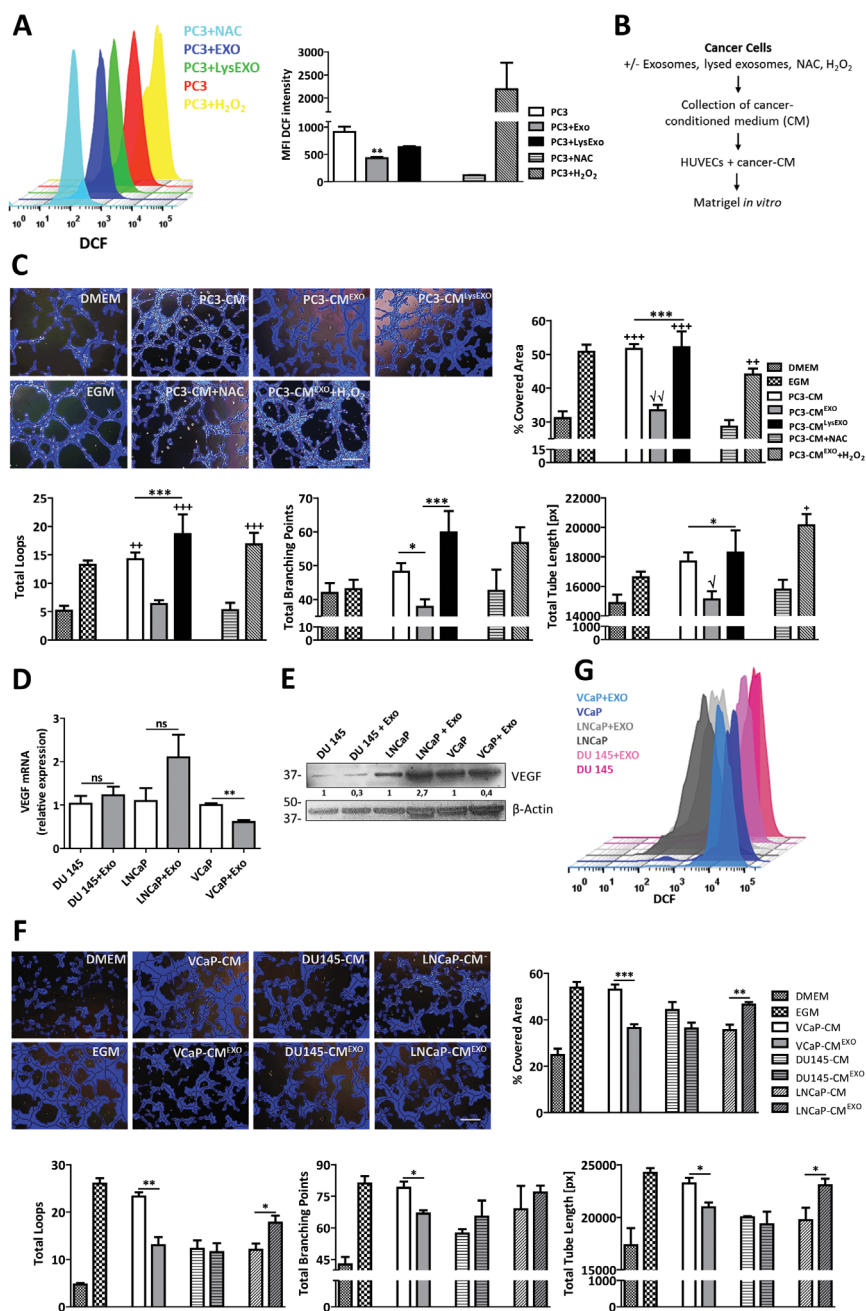 A
PC3+NAC
PC3+EXO
PC3+LysEXO
PC3
PC3+H2O2
10^0 10^1 10^2 10^3 10^4 10^5
DCF
MFI DCF intensity
3000
2500
2000
1500
1000
500
0
**
PC3
PC3+Exo
PC3+LysExo
PC3+NAC
PC3+H2O2
B
Cancer Cells
+/- Exosomes, lysed exosomes, NAC, H2O2
Collection of cancer-
conditioned medium (CM)
HUVECs + cancer-CM
Matrigel in vitro
C
DMEM
PC3-CM
PC3-CM^EXO
PC3-CM^LysEXO
EGM
PC3-CM+NAC
PC3-CM^EXO+H2O2
% Covered Area
60
50
40
30
15
0
***
+++
√√
+++
++
DMEM
EGM
PC3-CM
PC3-CM^EXO
PC3-CM^LysEXO
PC3-CM+NAC
PC3-CM^EXO+H2O2
Total Loops
25
20
15
10
5
0
***
++
+++
+++
Total Branching Points
80
70
60
50
40
30
10
0
*
***
Total Tube Length [px]
22000
20000
18000
16000
14000
1000
0
*
√
+
D
VEGF mRNA
(relative expression)
3
2
1
0
ns
ns
**
DU 145
DU 145+Exo
LNCaP
LNCaP+Exo
VCaP
VCaP+Exo
E
DU 145
DU 145 + Exo
LNCaP
LNCaP + Exo
VCaP
VCaP+ Exo
37-
VEGF
1 0,3 1 2,7 1 0,4
50-
37-
β-Actin
G
VCaP+EXO
VCaP
LNCaP+EXO
LNCaP
DU 145+EXO
DU 145
10^0 10^1 10^2 10^3 10^4 10^5
DCF
F
DMEM
VCaP-CM
DU145-CM
LNCaP-CM
EGM
VCaP-CM^EXO
DU145-CM^EXO
LNCaP-CM^EXO
% Covered Area
60
40
20
0
***
**
DMEM
EGM
VCaP-CM
VCaP-CM^EXO
DU145-CM
DU145-CM^EXO
LNCaP-CM
LNCaP-CM^EXO
Total Loops
30
20
10
0
**
*
Total Branching Points
90
75
60
45
10
0
*
Total Tube Length [px]
25000
20000
15000
1000
0
*
*